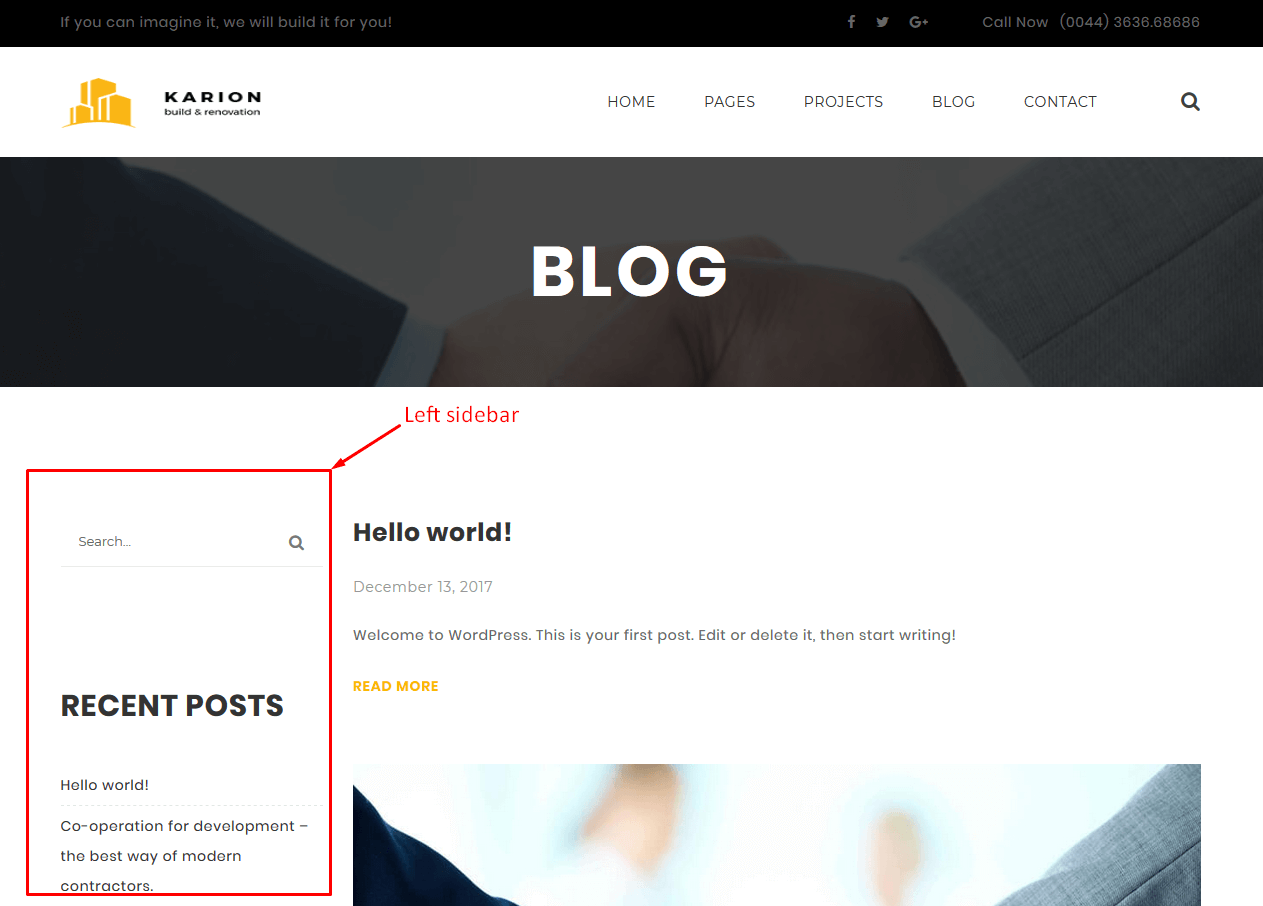 If you can imagine it, we will build it for you!
Call Now (0044) 3636.68686
KARION
build & renovation
HOME PAGES PROJECTS BLOG CONTACT
BLOG
Left sidebar
Search...
RECENT POSTS
Hello world!
Co-operation for development –
the best way of modern
contractors.
Hello world!
December 13, 2017
Welcome to WordPress. This is your first post. Edit or delete it, then start writing!
READ MORE